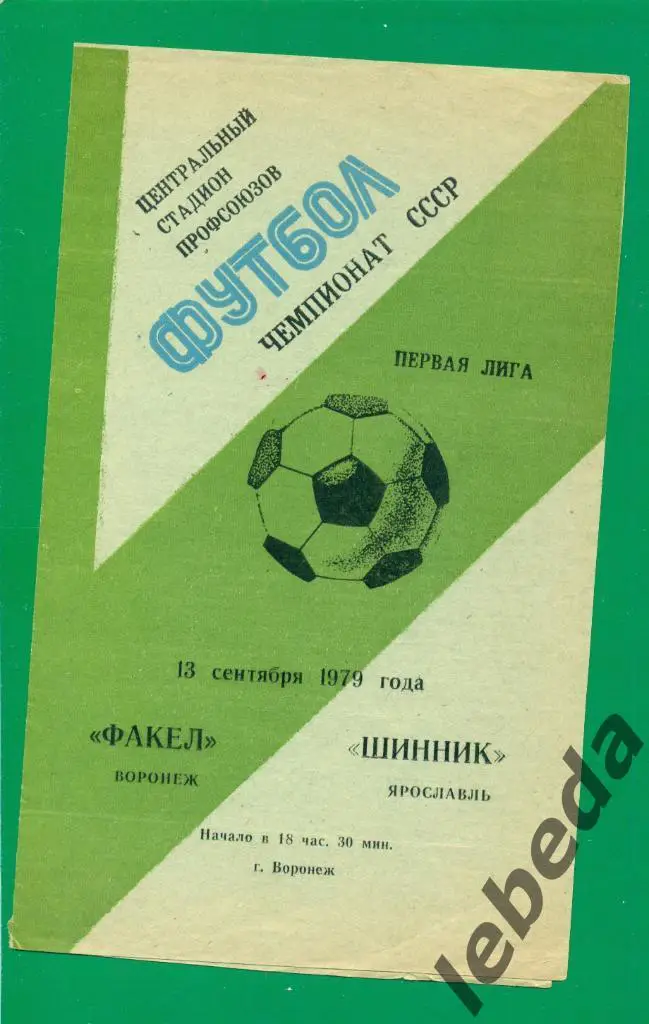 ЦЕНТРАЛЬНЫЙ
СТАДИОН
ПРОФСОЮЗОВ
ФУТБОЛ
ЧЕМПИОНАТ СССР
ПЕРВАЯ ЛИГА
13 сентября 1979 года
«ФАКЕЛ»
ВОРОНЕЖ
«ШИННИК»
ЯРОСЛАВЛЬ
Начало в 18 час. 30 мин.
г. Воронеж
lebeda